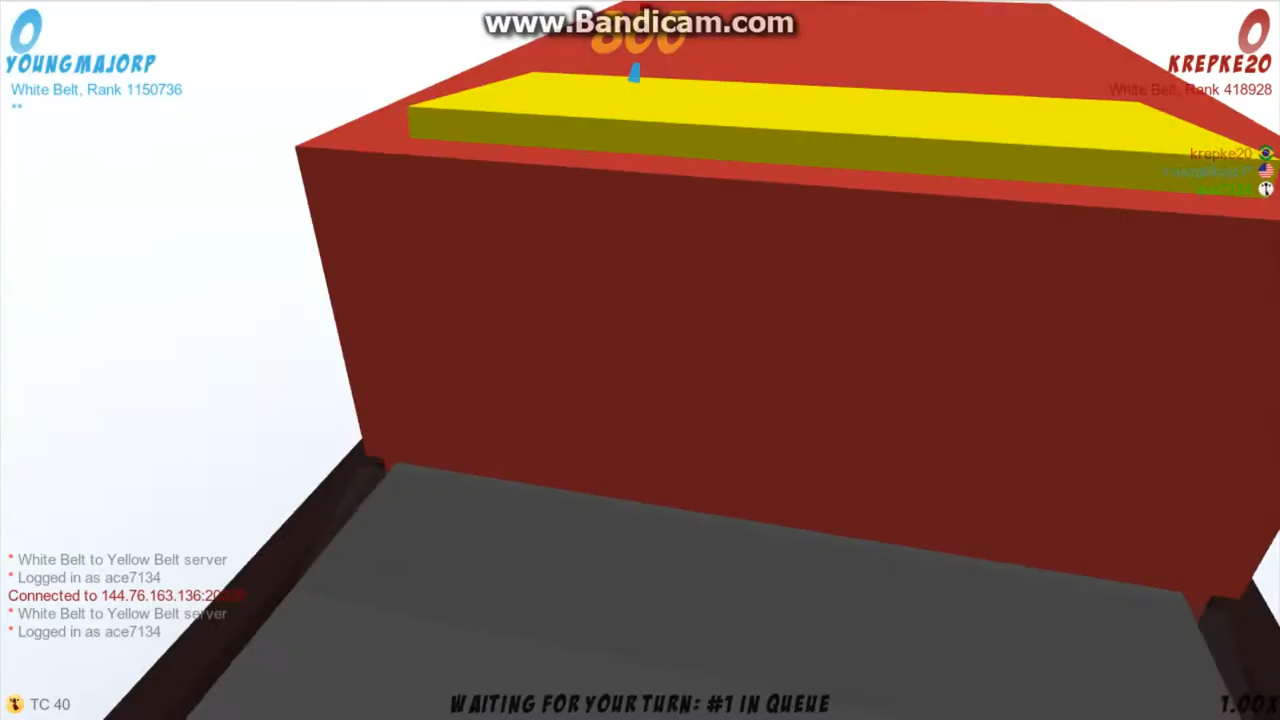 www.Bandicam.com
0
800
0
YOUNGMAJORP
KREPKE20
White Belt, Rank 1150736
White Belt, Rank 418928
**
krepke20
ace7134
* White Belt to Yellow Belt server
* Logged in as ace7134
Connected to 144.76.163.136:20
* White Belt to Yellow Belt server
* Logged in as ace7134
TC 40
WAITING FOR YOUR TURN: #1 IN QUEUE
1.00X